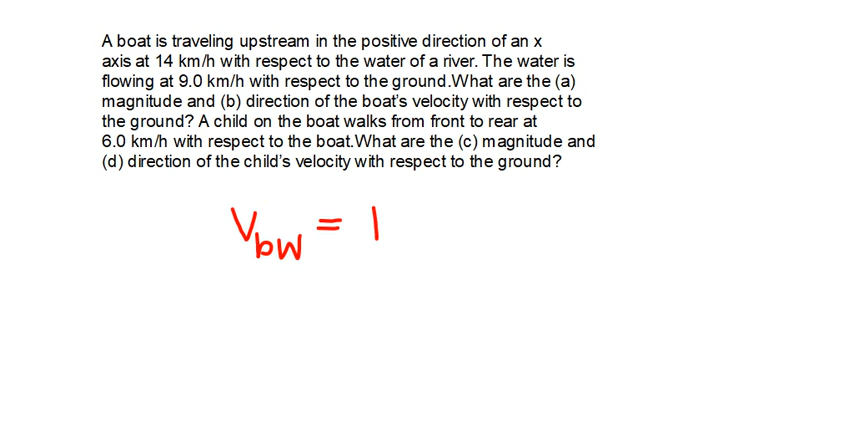 A boat is traveling upstream in the positive direction of an x
axis at 14 km/h with respect to the water of a river. The water is
flowing at 9.0 km/h with respect to the ground.What are the (a)
magnitude and (b) direction of the boat's velocity with respect to
the ground? A child on the boat walks from front to rear at
6.0 km/h with respect to the boat.What are the (c) magnitude and
(d) direction of the child's velocity with respect to the ground?
Vbw = 1